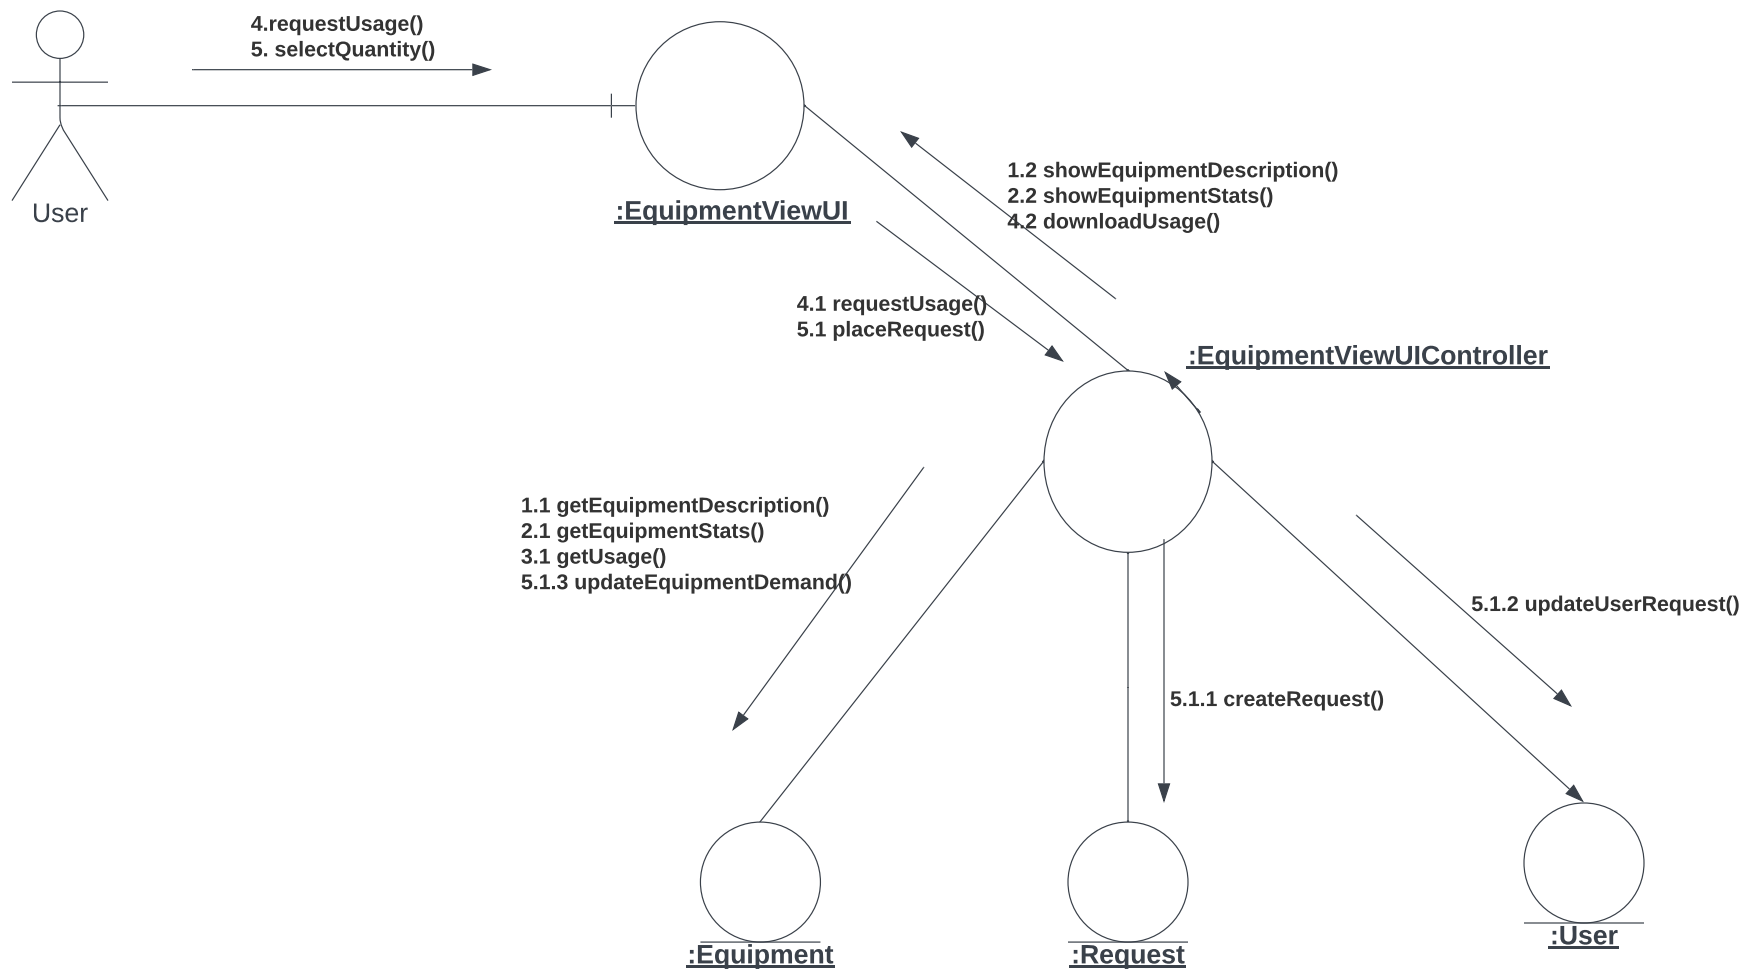 4.requestUsage()
5. selectQuantity()
User
:EquipmentViewUI
1.2 showEquipmentDescription()
2.2 showEquipmentStats()
4.2 downloadUsage()
4.1 requestUsage()
5.1 placeRequest()
:EquipmentViewUIController
1.1 getEquipmentDescription()
2.1 getEquipmentStats()
3.1 getUsage()
5.1.3 updateEquipmentDemand()
5.1.2 updateUserRequest()
5.1.1 createRequest()
:Equipment
:Request
:User